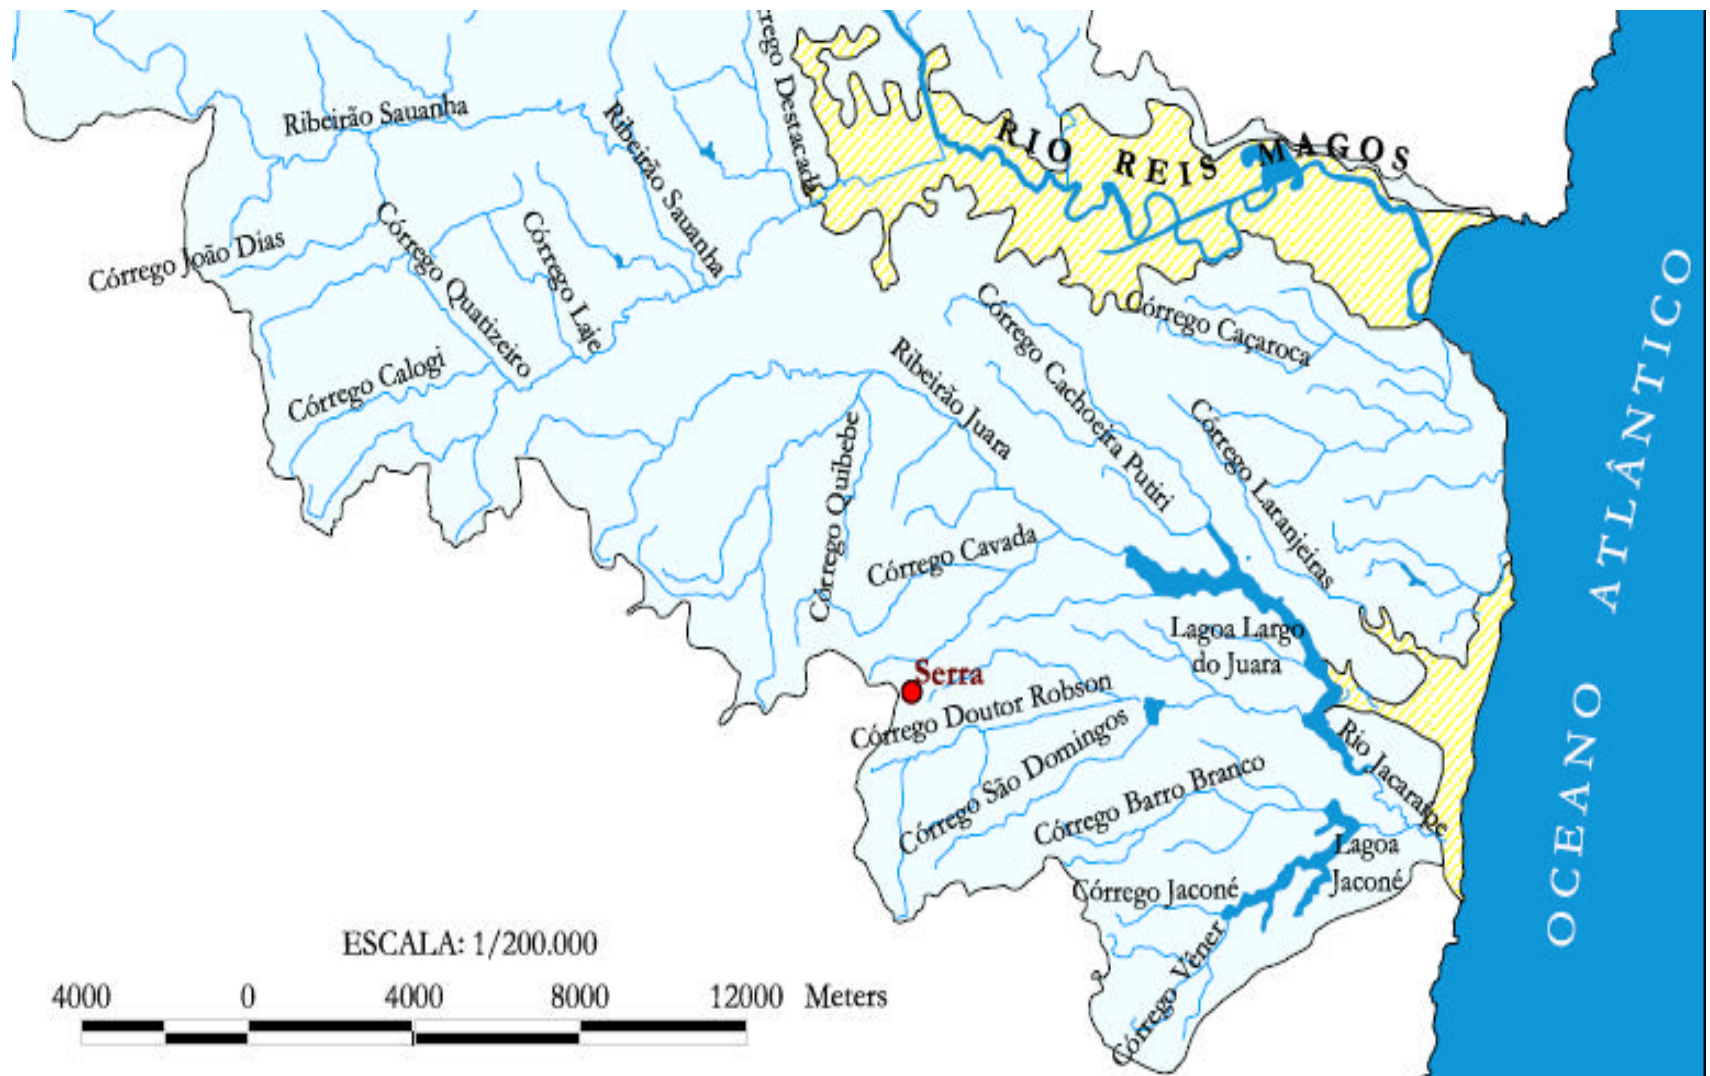 Córrego Destacado
Ribeirão Sauanha
Ribeirão Sauanha
RIO REIS MAGOS
Córrego João Dias
Córrego Quatizeiro
Córrego Laje
Córrego Calogi
Córrego Caçaroca
Córrego Cachoeira Putiri
Ribeirão Juara
Córrego Laranjeiras
Córrego Quibebe
Córrego Cavada
Lagoa Largo
do Juara
Serra
Córrego Doutor Robson
Córrego São Domingos
Rio Jacaraípe
Córrego Barro Branco
Lagoa
Jaconé
Córrego Jaconé
Córrego Vêner
OCEANO ATLÂNTICO
ESCALA: 1/200.000
4000 0 4000 8000 12000 Meters